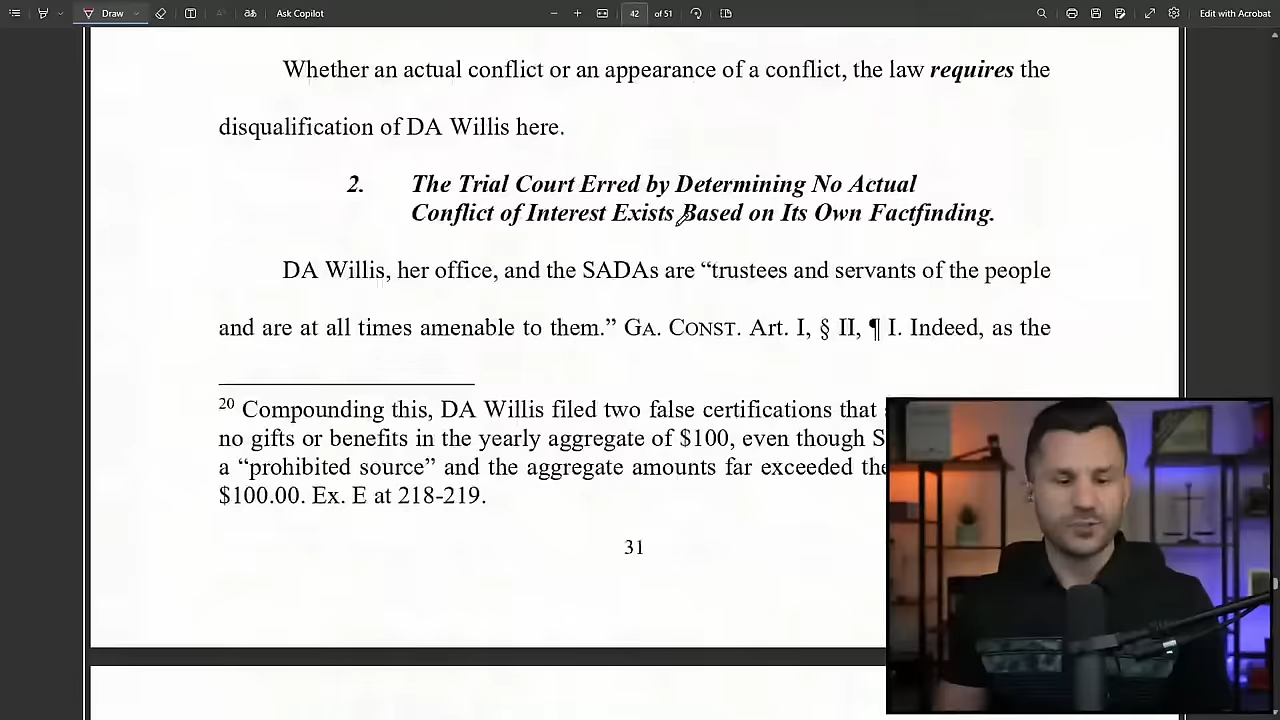 Draw
Ask Copilot
42 of 51
Edit with Acrobat
Whether an actual conflict or an appearance of a conflict, the law requires the
disqualification of DA Willis here.
2. The Trial Court Erred by Determining No Actual
Conflict of Interest Exists Based on Its Own Factfinding.
DA Willis, her office, and the SADAs are “trustees and servants of the people
and are at all times amenable to them.” GA. CONST. Art. I, § II, ¶ I. Indeed, as the
20 Compounding this, DA Willis filed two false certifications that
no gifts or benefits in the yearly aggregate of $100, even though S
a “prohibited source” and the aggregate amounts far exceeded the
$100.00. Ex. E at 218-219.
31